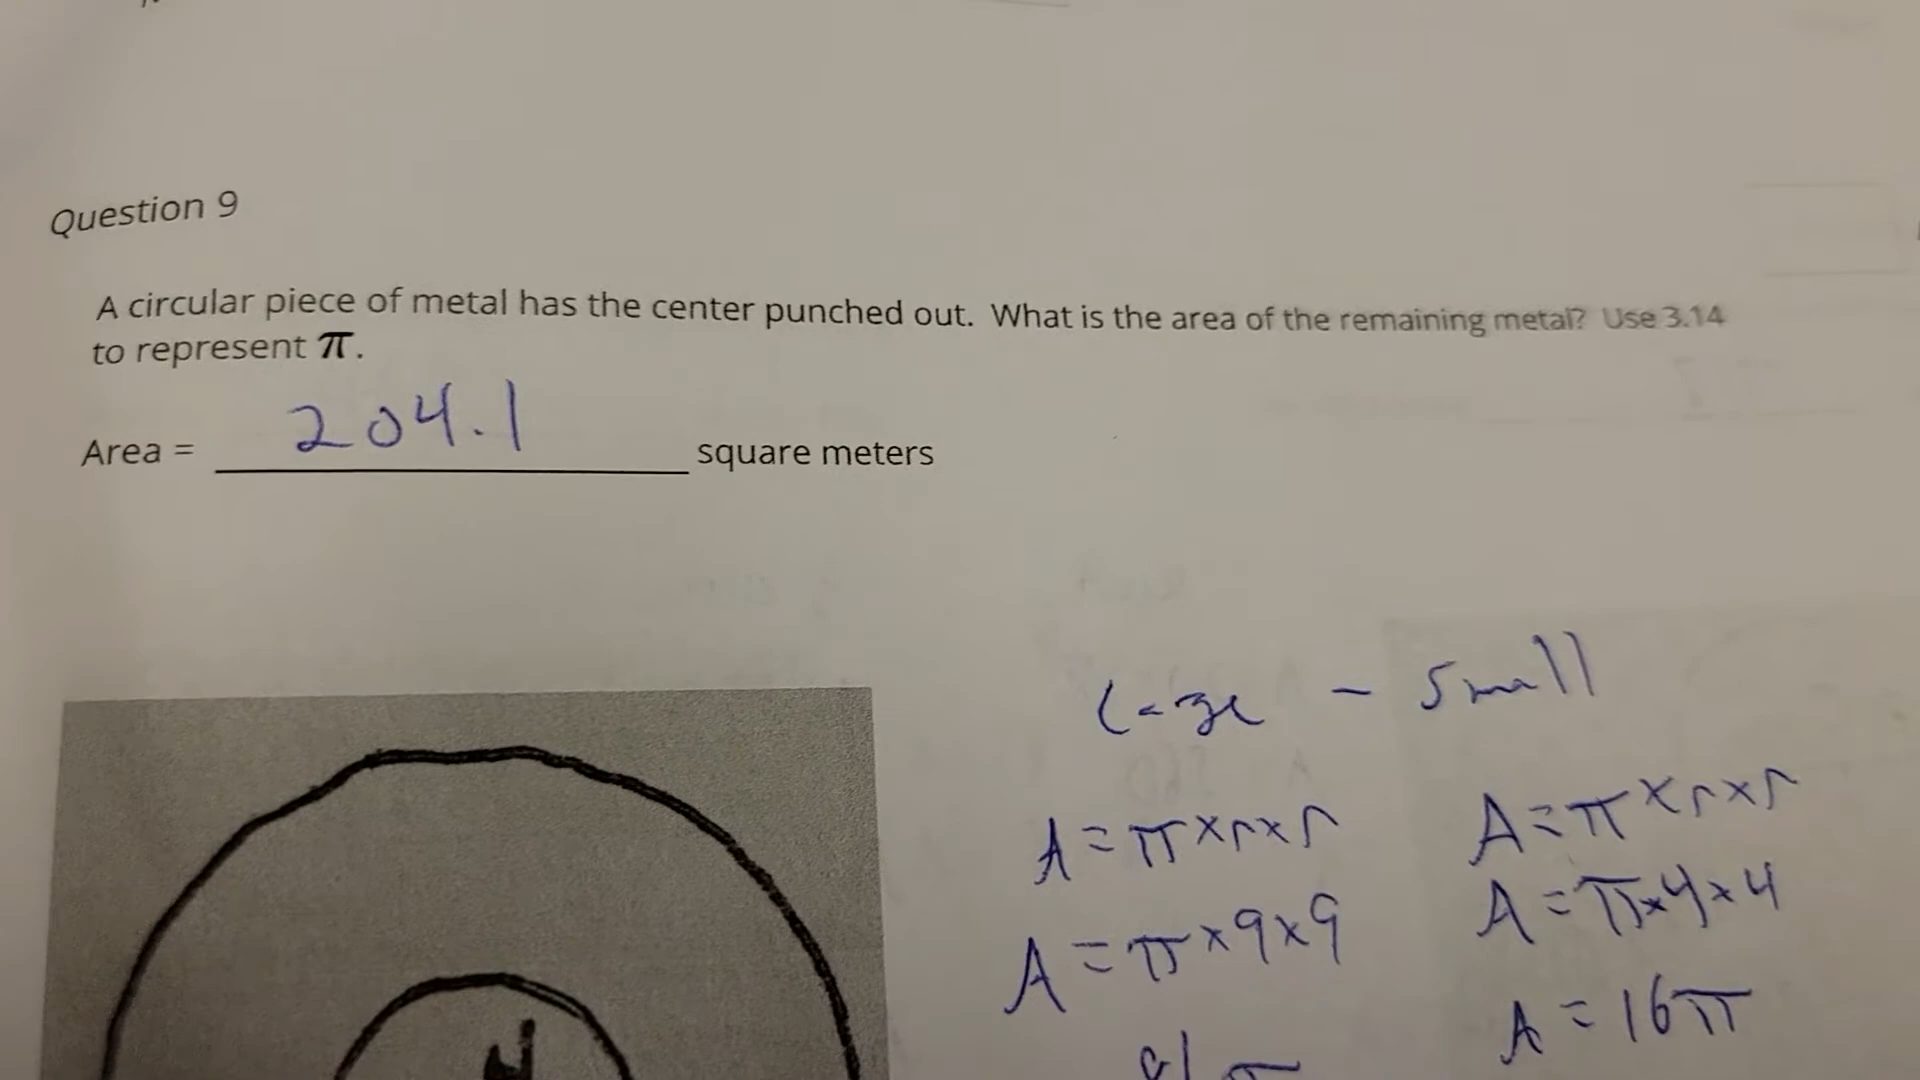 Question 9
A circular piece of metal has the center punched out. What is the area of the remaining metal? Use 3.14
to represent π.
Area = 204.1 square meters
Large - Small
A = π x r x r
A = π x r x r
A = π x 9 x 9
A = π x 4 x 4
A = 16π